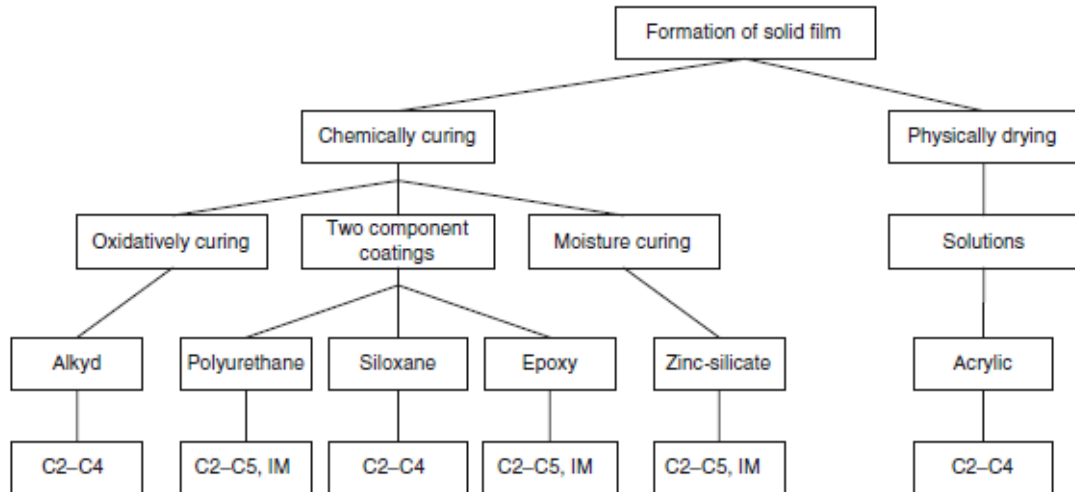 Formation of solid film
Chemically curing
Physically drying
Oxidatively curing
Two component
coatings
Moisture curing
Solutions
Alkyd
Polyurethane
Siloxane
Epoxy
Zinc-silicate
Acrylic
C2–C4
C2–C5, IM
C2–C4
C2–C5, IM
C2–C5, IM
C2–C4